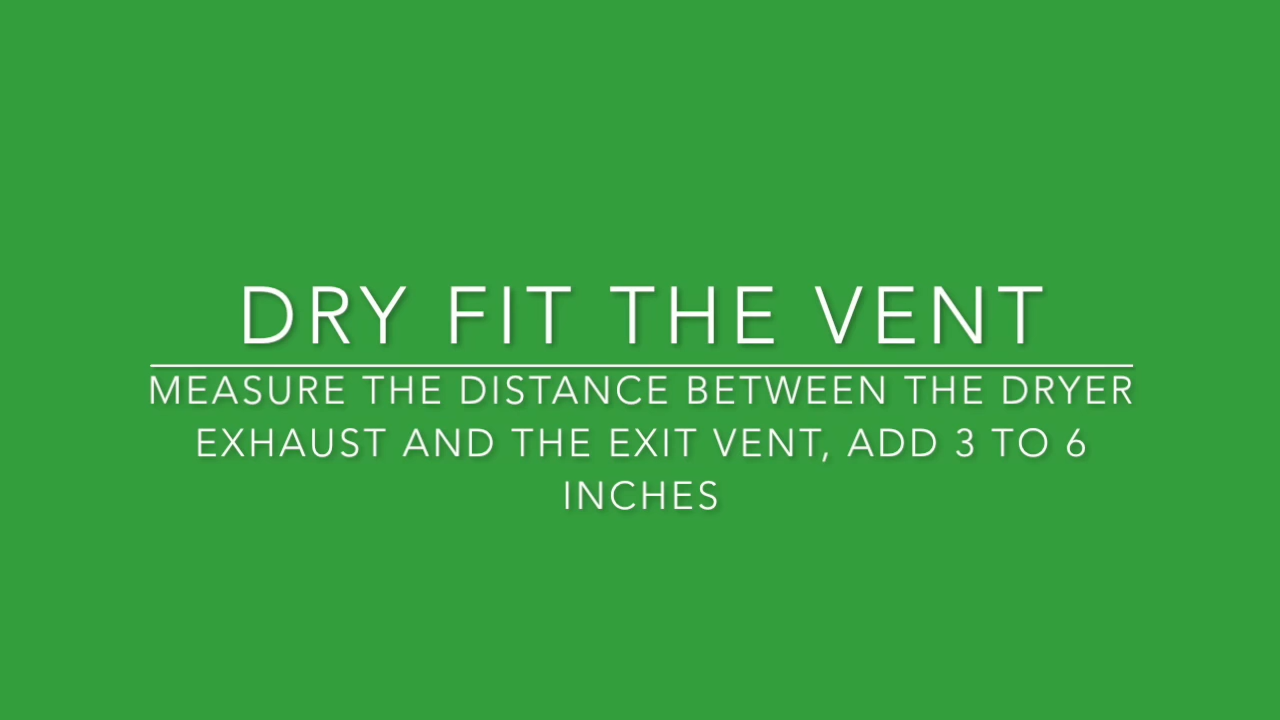 DRY FIT THE VENT
MEASURE THE DISTANCE BETWEEN THE DRYER
EXHAUST AND THE EXIT VENT, ADD 3 TO 6
INCHES